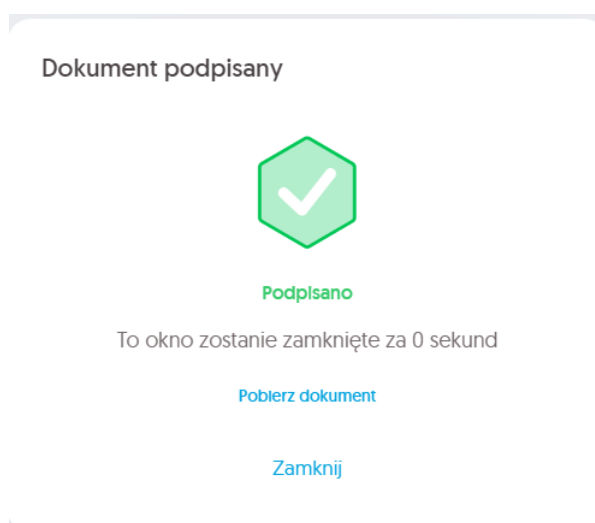 Dokument podpisany
Podpisano
To okno zostanie zamknięte za 0 sekund
Pobierz dokument
Zamknij